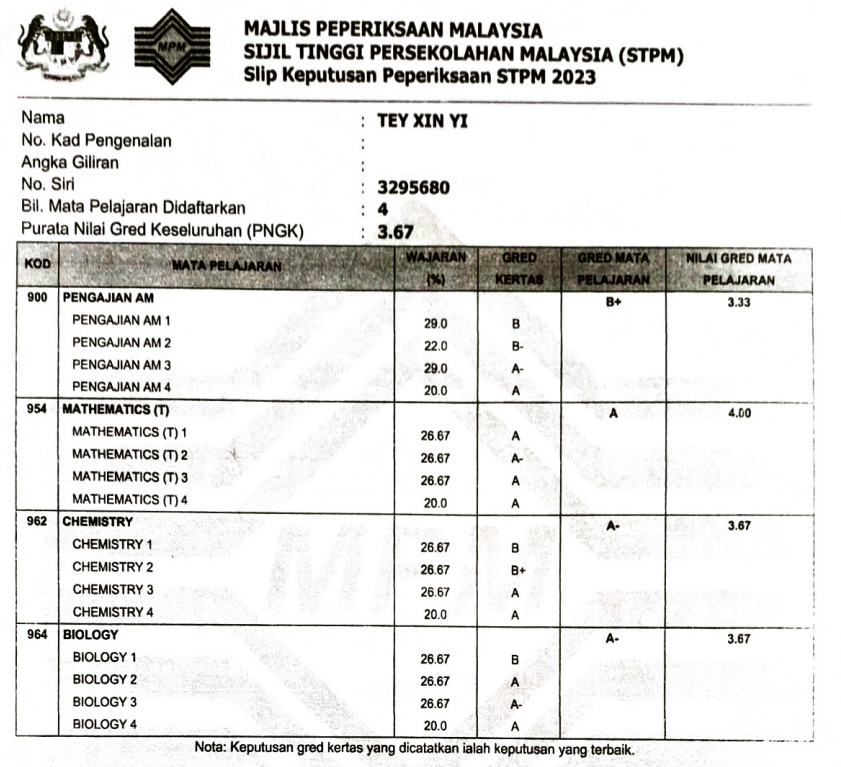 MPM
MAJLIS PEPERIKSAAN MALAYSIA
SIJIL TINGGI PERSEKOLAHAN MALAYSIA (STPM)
Slip Keputusan Peperiksaan STPM 2023
Nama : TEY XIN YI
No. Kad Pengenalan :
Angka Giliran :
No. Siri : 3295680
Bil. Mata Pelajaran Didaftarkan : 4
Purata Nilai Gred Keseluruhan (PNGK) : 3.67
KOD MATA PELAJARAN WAJARAN (%) GRED KERTAS GRED MATA PELAJARAN NILAI GRED MATA PELAJARAN
900 PENGAJIAN AM B+ 3.33
PENGAJIAN AM 1 29.0 B
PENGAJIAN AM 2 22.0 B-
PENGAJIAN AM 3 29.0 A-
PENGAJIAN AM 4 20.0 A
954 MATHEMATICS (T) A 4.00
MATHEMATICS (T) 1 26.67 A
MATHEMATICS (T) 2 26.67 A-
MATHEMATICS (T) 3 26.67 A
MATHEMATICS (T) 4 20.0 A
962 CHEMISTRY A- 3.67
CHEMISTRY 1 26.67 B
CHEMISTRY 2 26.67 B+
CHEMISTRY 3 26.67 A
CHEMISTRY 4 20.0 A
964 BIOLOGY A- 3.67
BIOLOGY 1 26.67 B
BIOLOGY 2 26.67 A
BIOLOGY 3 26.67 A-
BIOLOGY 4 20.0 A
Nota: Keputusan gred kertas yang dicatatkan ialah keputusan yang terbaik.